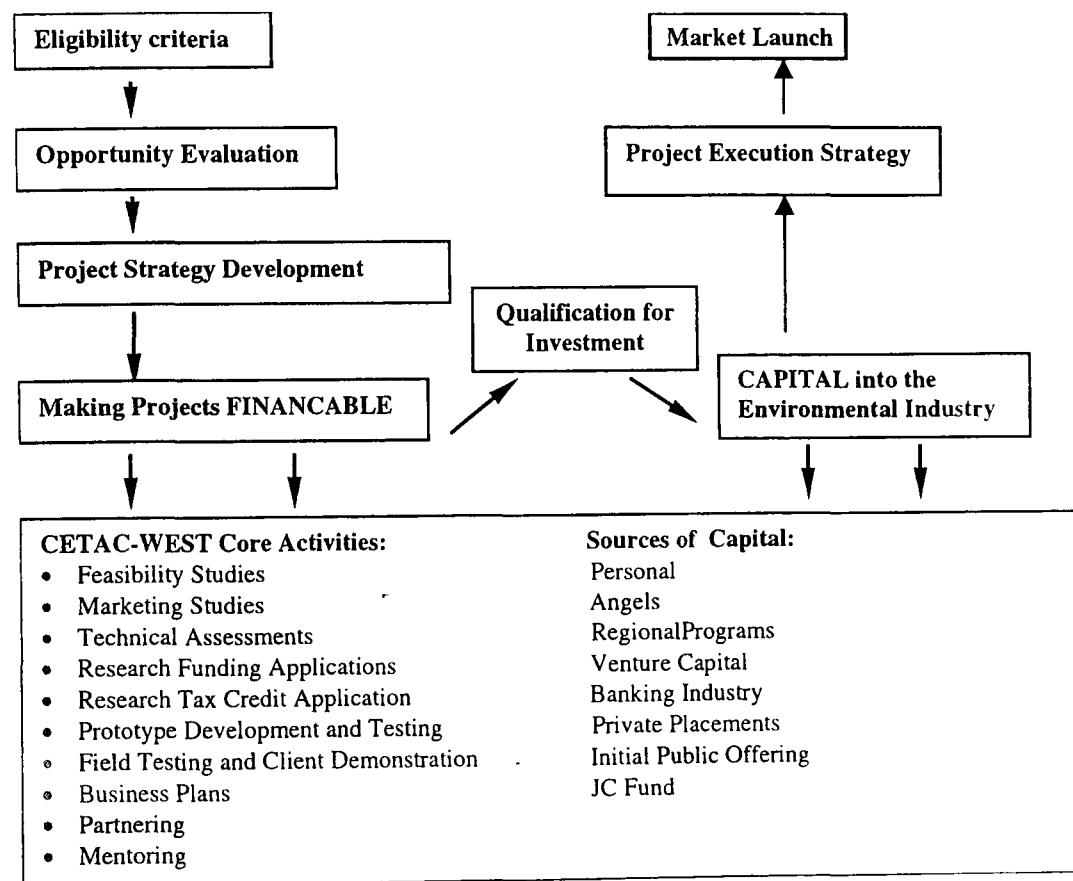 Eligibility criteria
Opportunity Evaluation
Project Strategy Development
Making Projects FINANCABLE
Qualification for
Investment
CAPITAL into the
Environmental Industry
Project Execution Strategy
Market Launch
CETAC-WEST Core Activities:
• Feasibility Studies
• Marketing Studies
• Technical Assessments
• Research Funding Applications
• Research Tax Credit Application
• Prototype Development and Testing
• Field Testing and Client Demonstration
• Business Plans
• Partnering
• Mentoring
Sources of Capital:
Personal
Angels
RegionalPrograms
Venture Capital
Banking Industry
Private Placements
Initial Public Offering
JC Fund